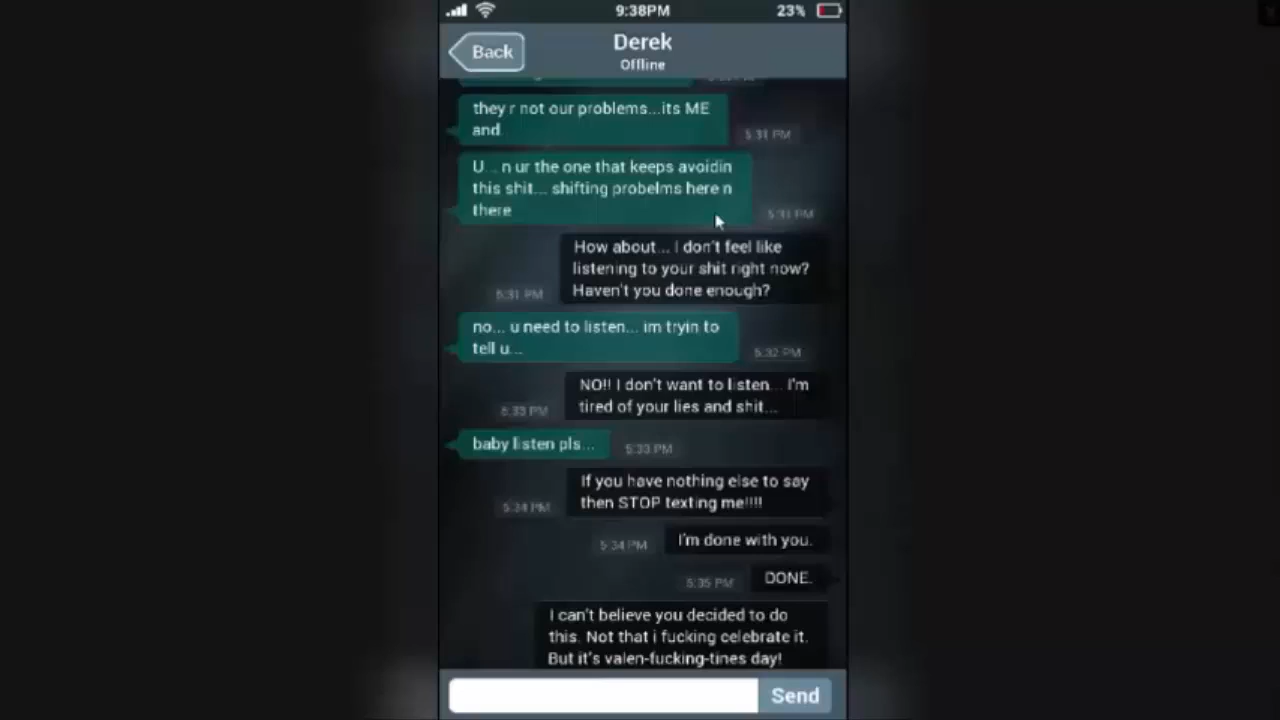 9:38PM
23%
Back
Derek
Offline
they r not our problems...its ME
and
5:31 PM
U... n ur the one that keeps avoidin
this shit... shifting probelms here n
there
5:31 PM
How about... I don't feel like
listening to your shit right now?
Haven't you done enough?
5:31 PM
no... u need to listen... im tryin to
tell u...
5:32 PM
NO!! I don't want to listen... I'm
tired of your lies and shit...
5:33 PM
baby listen pls...
5:33 PM
If you have nothing else to say
then STOP texting me!!!!
5:34 PM
I'm done with you.
5:34 PM
DONE.
5:35 PM
I can't believe you decided to do
this. Not that i fucking celebrate it.
But it's valen-fucking-tines day!
Send